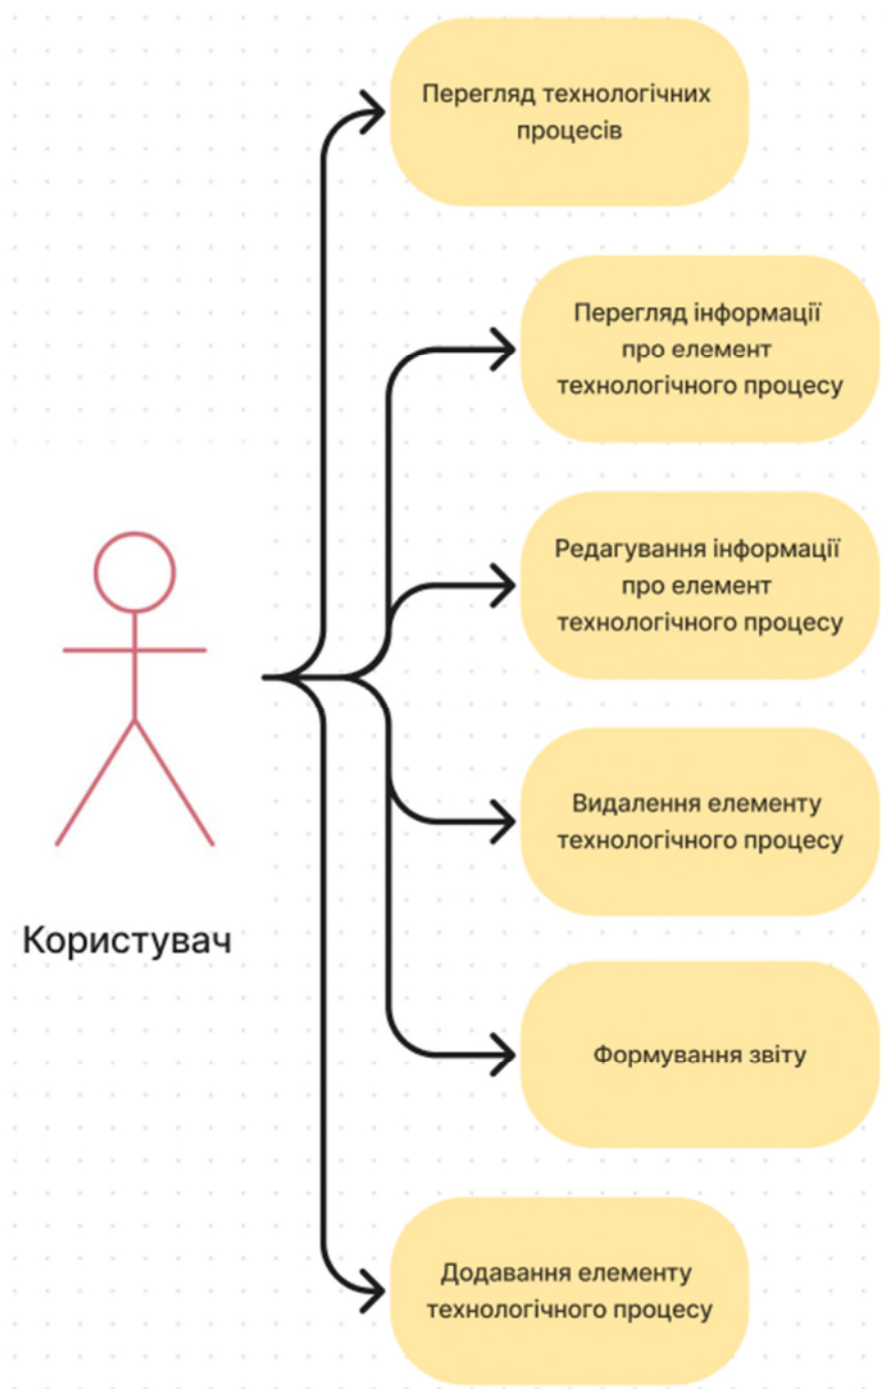 Перегляд технологічних
процесів
Перегляд інформації
про елемент
технологічного процесу
Редагування інформації
про елемент
технологічного процесу
Видалення елементу
технологічного процесу
Користувач
Формування звіту
Додавання елементу
технологічного процесу